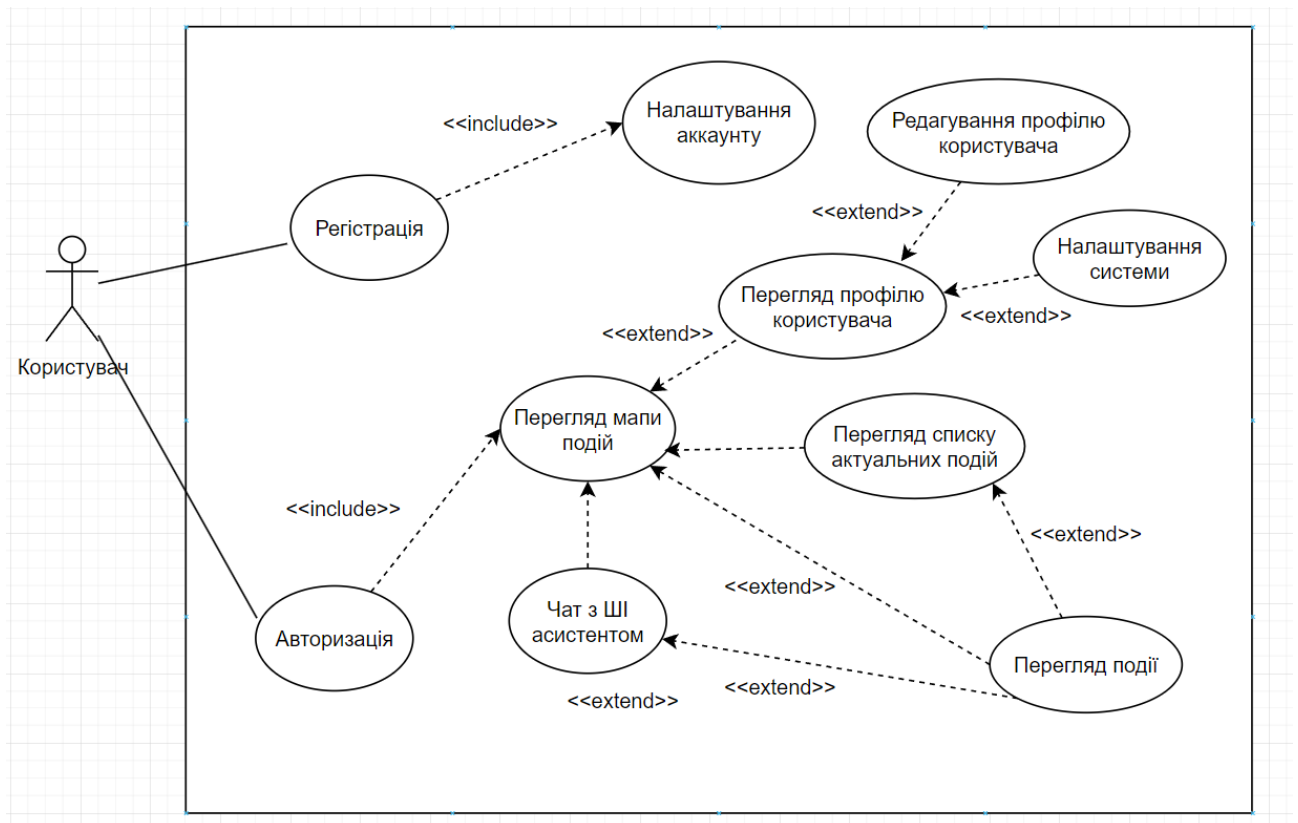 Налаштування
аккаунту
<<include>>
Редагування профілю
користувача
<<extend>>
Регістрація
Налаштування
системи
Перегляд профілю
користувача
<<extend>>
<<extend>>
Користувач
Перегляд мапи
подій
Перегляд списку
актуальних подій
<<include>>
<<extend>>
<<extend>>
Чат з ШІ
асистентом
Авторизація
Перегляд події
<<extend>>
<<extend>>